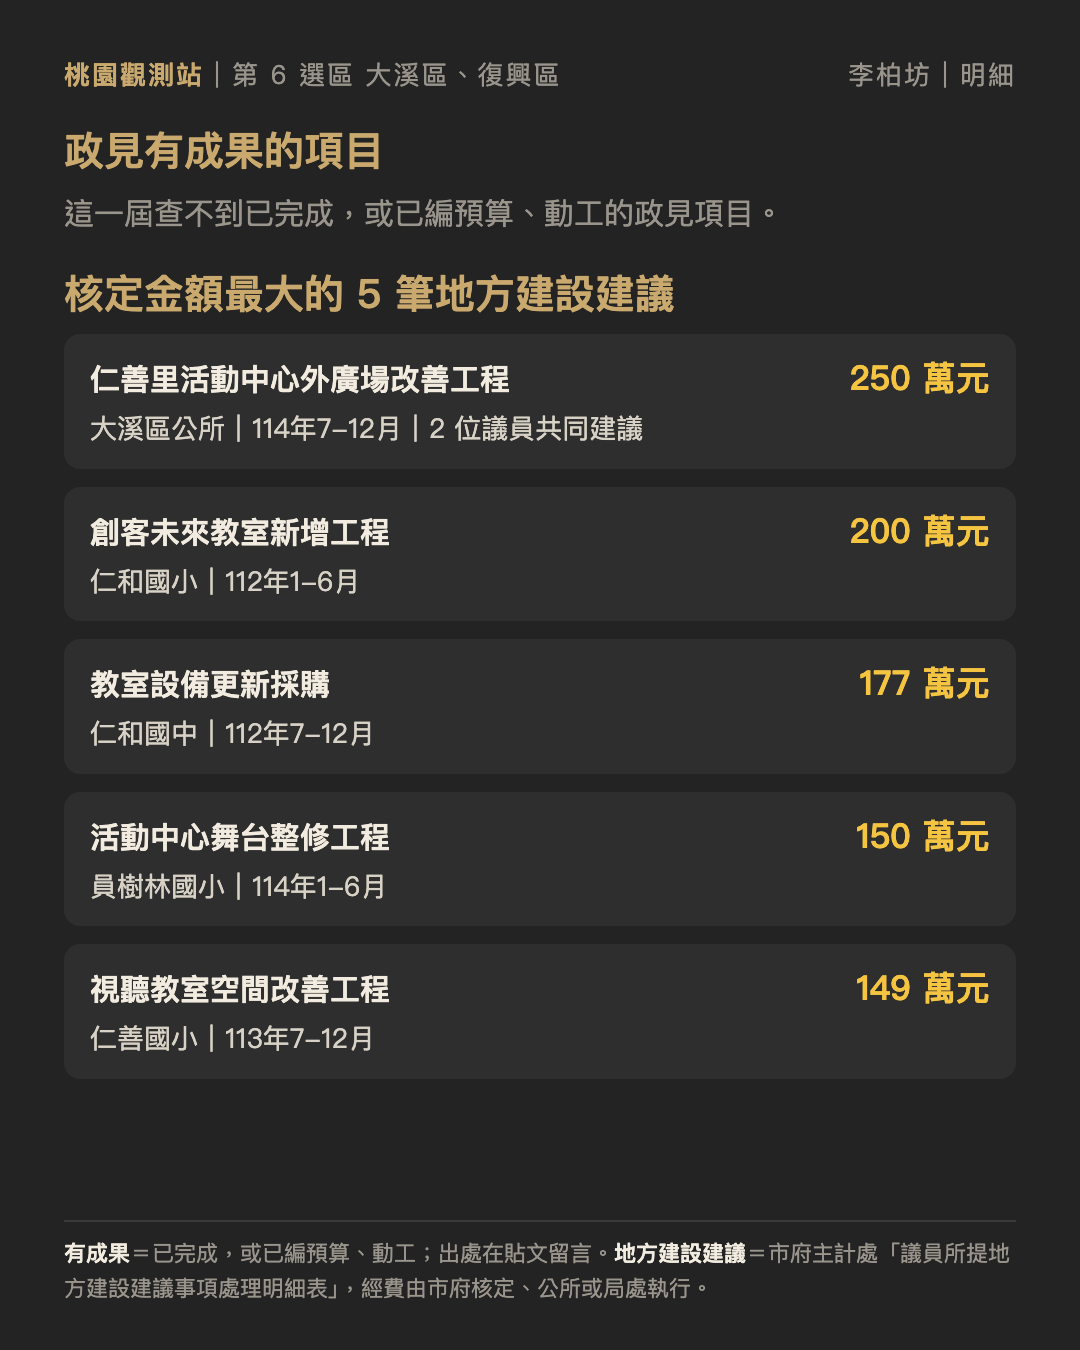 桃園觀測站｜第 6 選區 大溪區、復興區
李柏坊｜明細
政見有成果的項目
這一屆查不到已完成，或已編預算、動工的政見項目。
核定金額最大的 5 筆地方建設建議
仁善里活動中心外廣場改善工程
250 萬元
大溪區公所｜114年7–12月｜2 位議員共同建議
創客未來教室新增工程
200 萬元
仁和國小｜112年1–6月
教室設備更新採購
177 萬元
仁和國中｜112年7–12月
活動中心舞台整修工程
150 萬元
員樹林國小｜114年1–6月
視聽教室空間改善工程
149 萬元
仁善國小｜113年7–12月
有成果＝已完成，或已編預算、動工；出處在貼文留言。地方建設建議＝市府主計處「議員所提地
方建設建議事項處理明細表」，經費由市府核定、公所或局處執行。